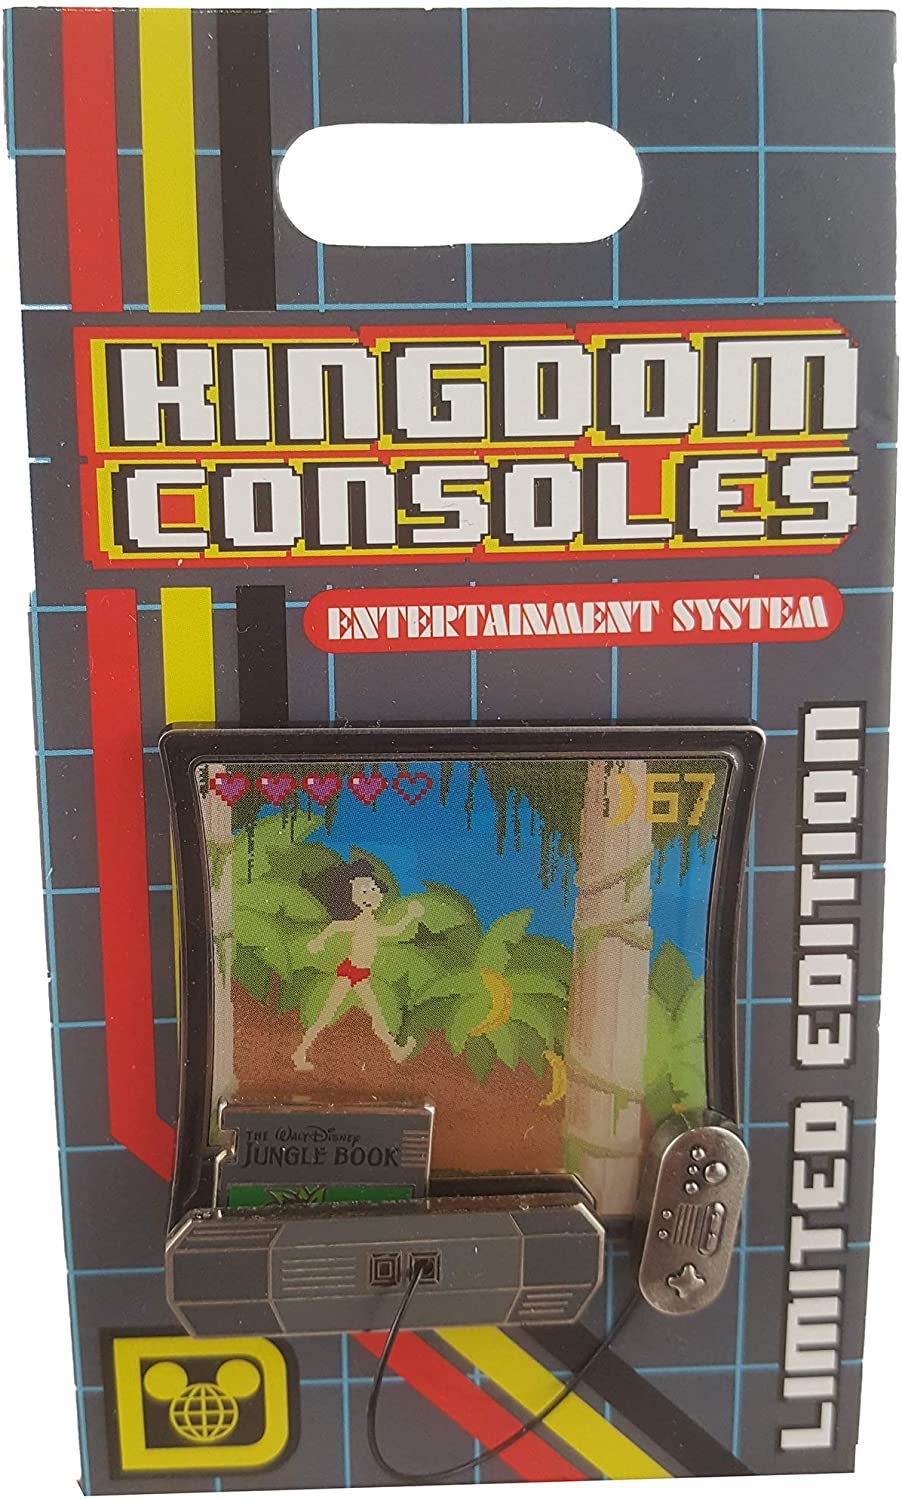 KINGDOM
CONSOLES
ENTERTAINMENT SYSTEM
LIMITED EDITION
67
THE WALT DISNEY
JUNGLE BOOK